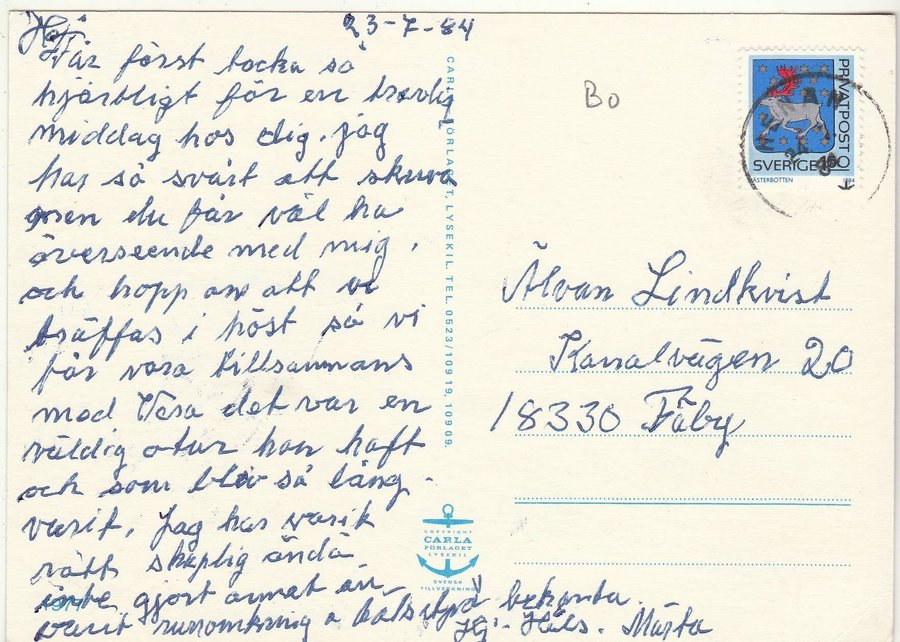 Hej 23-7-84
Får först tacka så
hjärtligt för en trevlig
middag hos dig. jag
har så svårt att skriva
men du får väl ha
överseende med mig,
och hopp om att vi
träffas i höst så vi
får vara tillsammans
med Vera det var en
väldig otur hon haft
och som blev så lång-
varit, Jag har varit
rätt skaplig ändå
inte gjort annat än
varit runomkring o hälsat på bekanta.
Hj. Häls. Märta
CARLA FÖRLAGET, LYSEKIL. TEL. 0523/109 19, 109 09.
COPYRIGHT
CARLA
FÖRLAGET
LYSEKIL
SVENSK
TILLVERKNING
Bo
PRIVATPOST
SVERIGE
VÄSTERBOTTEN 1984
Älvan Lindkvist
Kanalvägen 20
18330 Täby